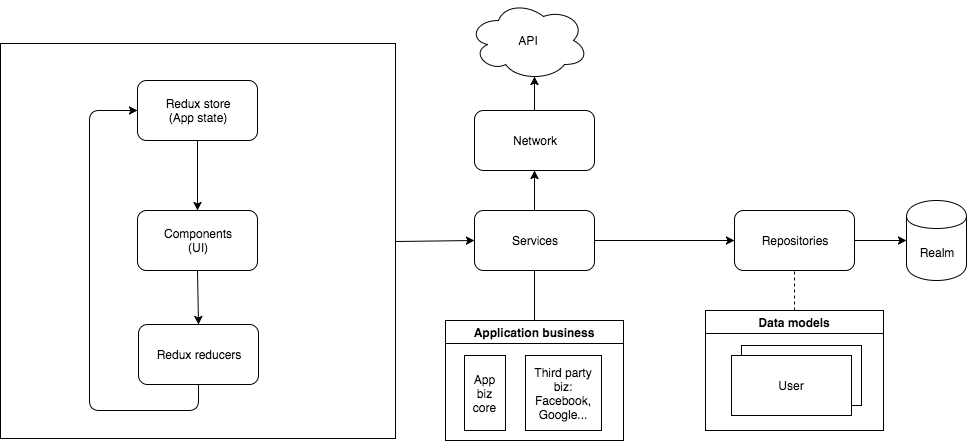 API
Redux store
(App state)
Network
Components
(UI)
Services
Repositories
Realm
Redux reducers
Application business
App
biz
core
Third party
biz:
Facebook,
Google...
Data models
User